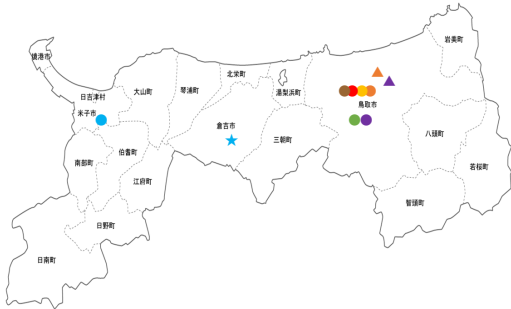 岩美町
境港市
北栄町
琴浦町
大山町
湯梨浜町
日吉津村
鳥取市
米子市
倉吉市
八頭町
三朝町
伯耆町
南部町
若桜町
江府町
智頭町
日野町
日南町